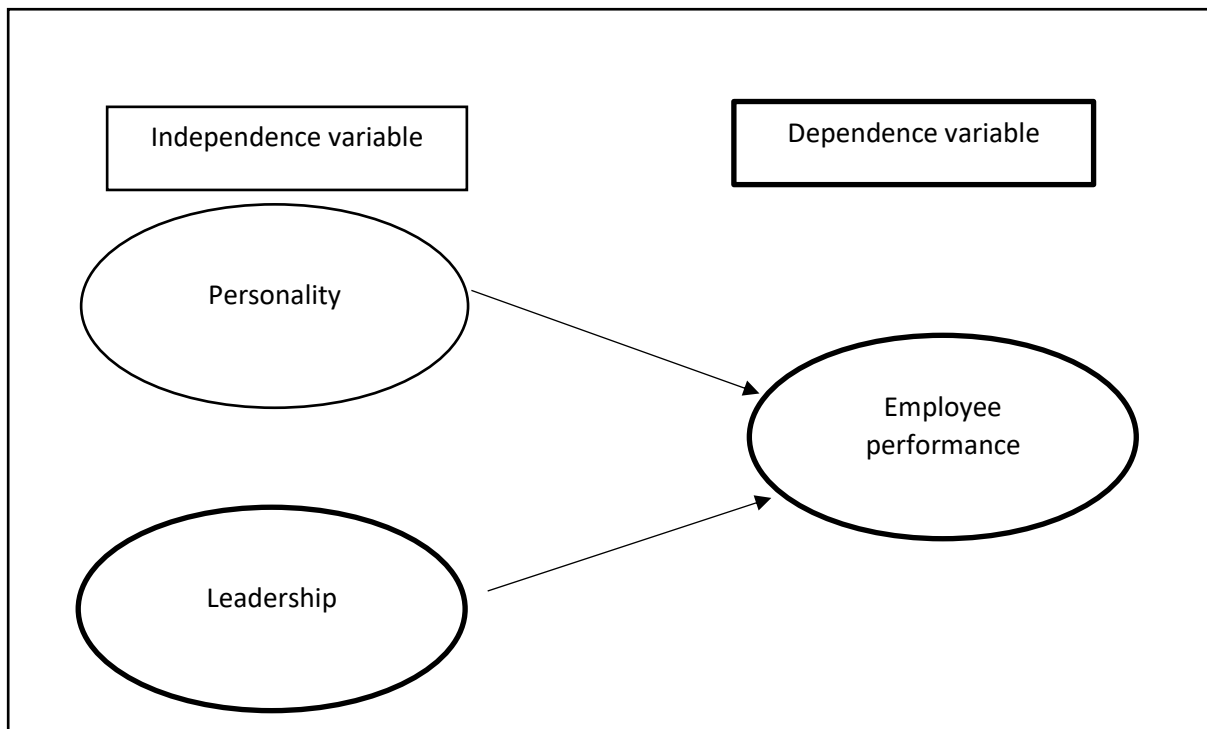 Independence variable
Dependence variable
Personality
Employee
performance
Leadership